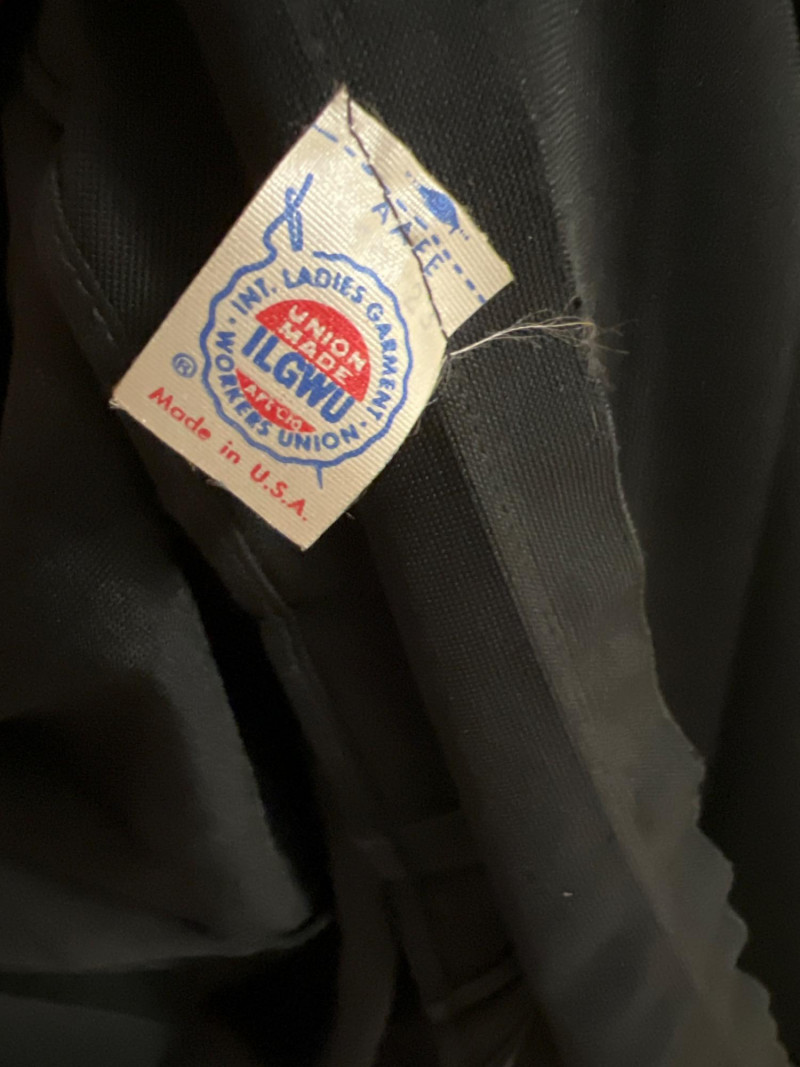 INT. LADIES GARMENT
WORKERS UNION
UNION
MADE
ILGWU
AFL-CIO
®
Made in U.S.A.